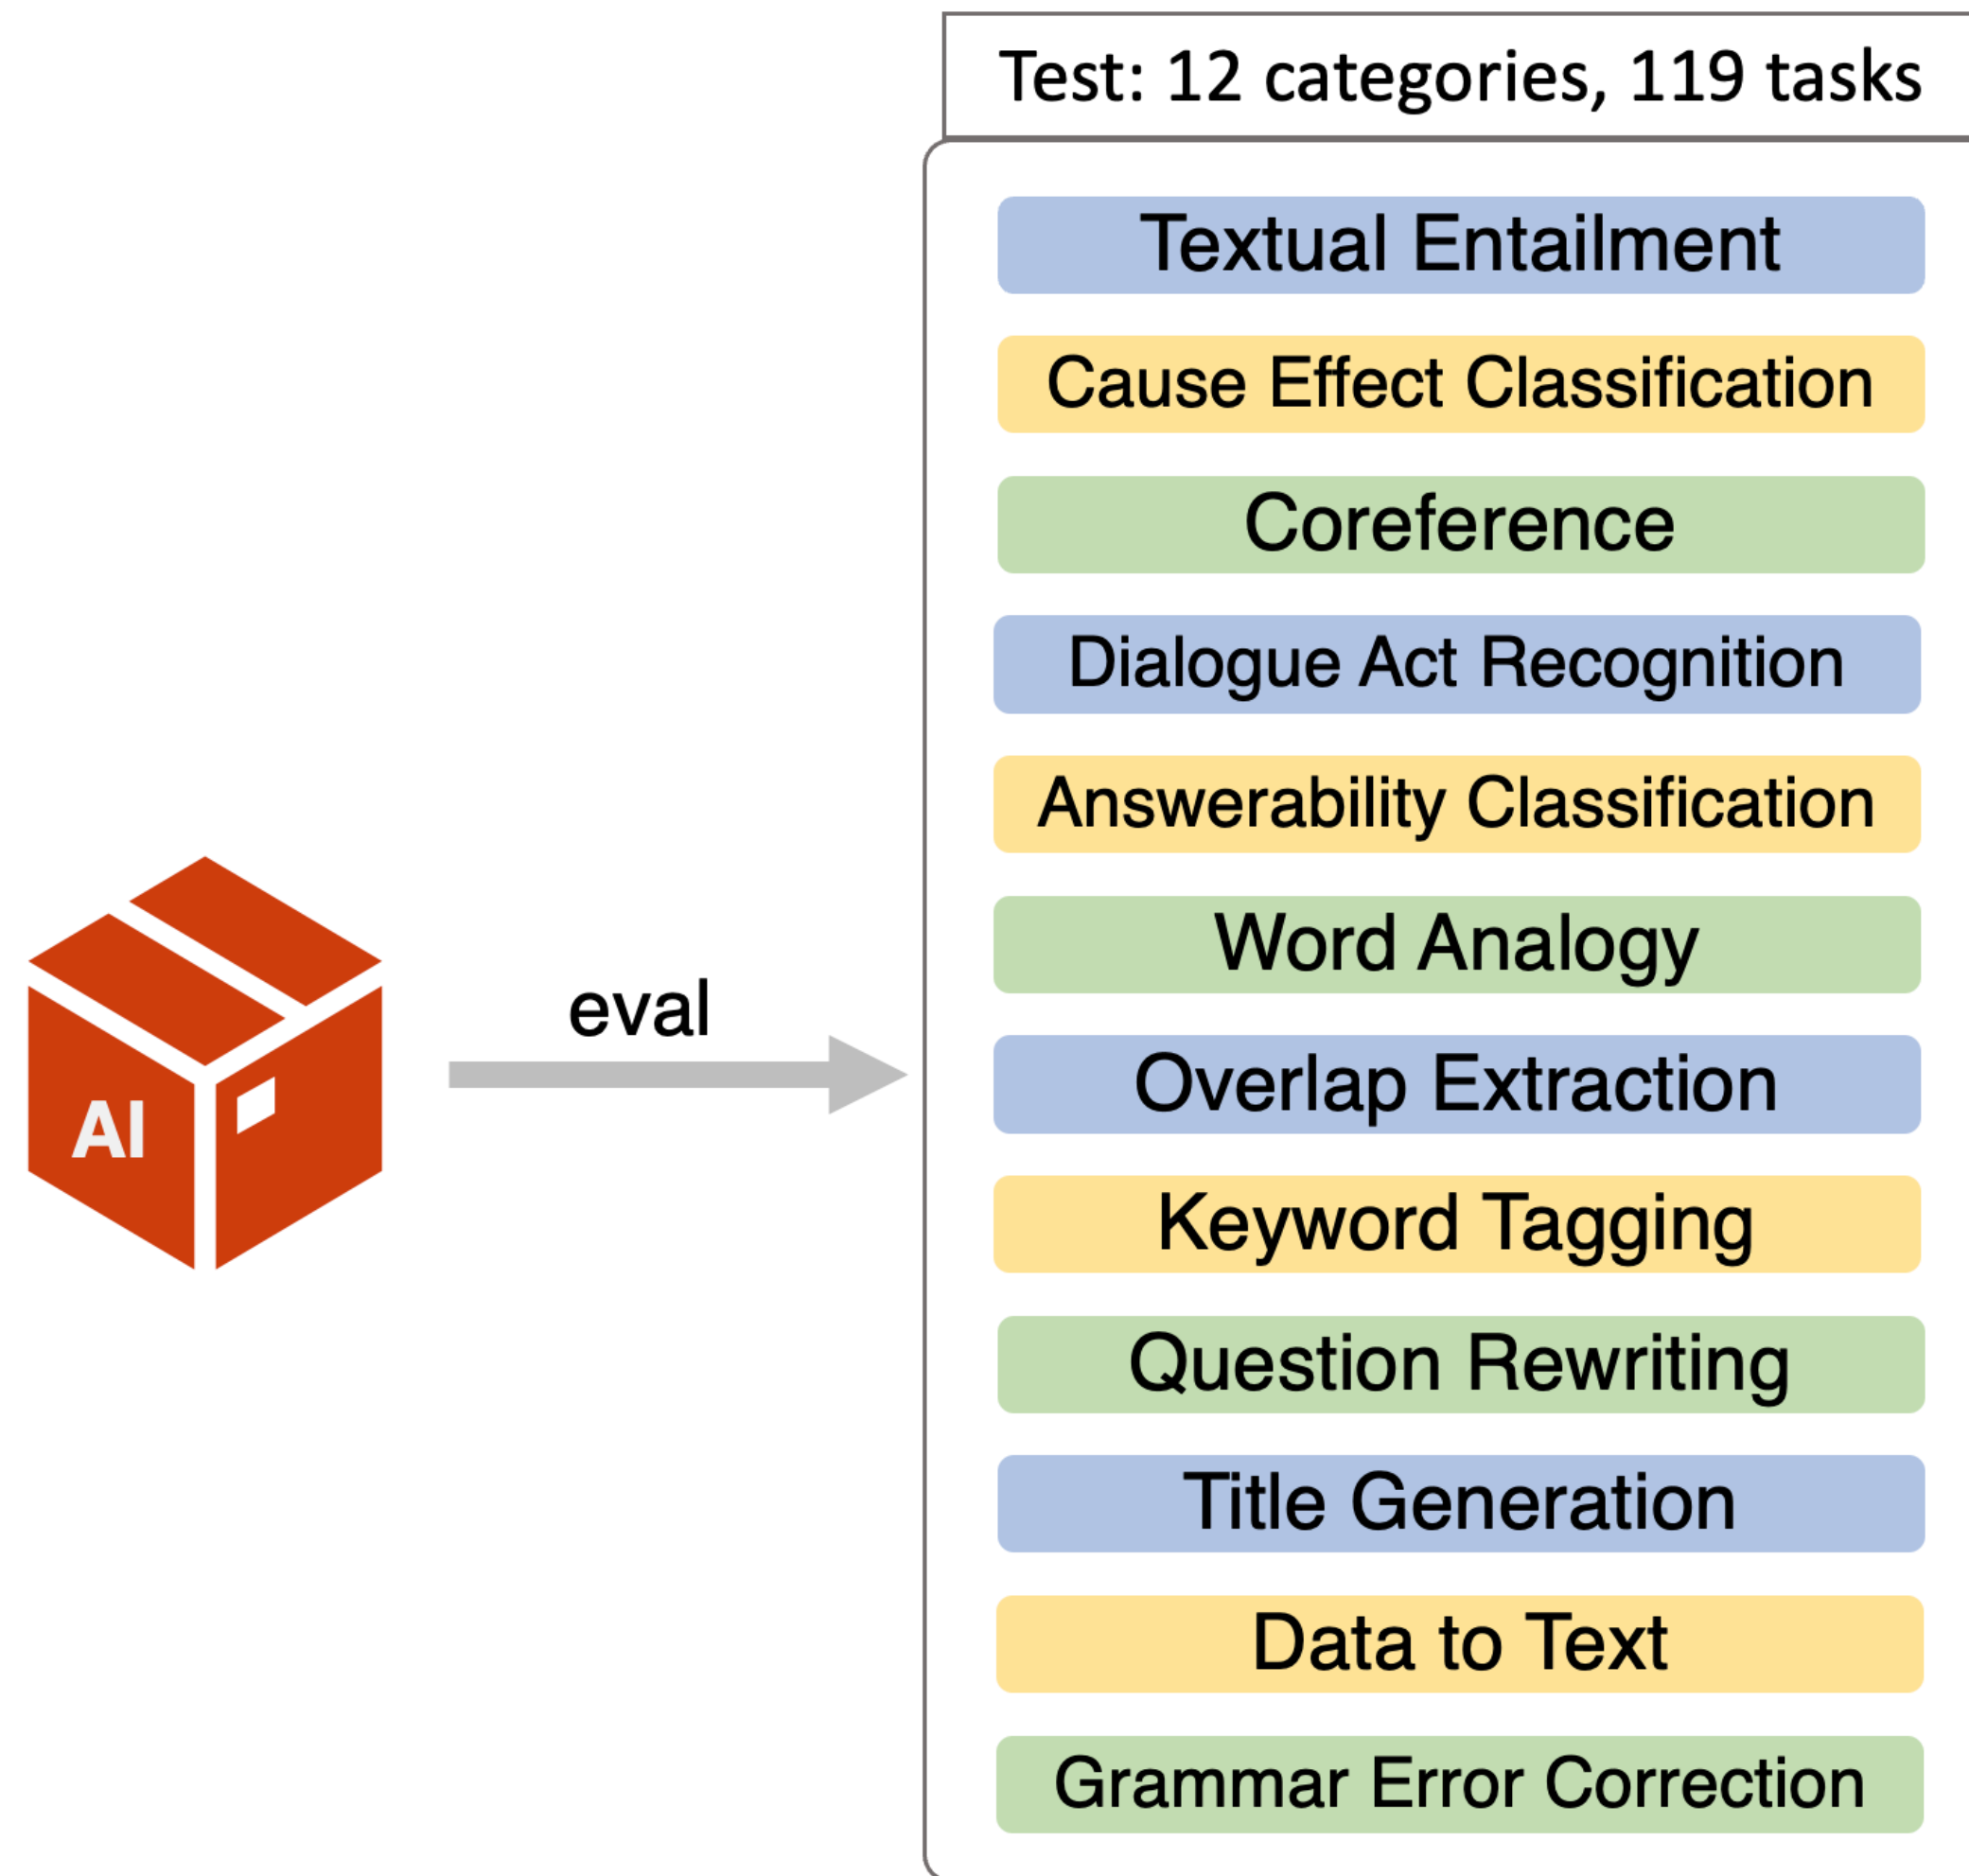 Test: 12 categories, 119 tasks
Textual Entailment
Cause Effect Classification
Coreference
Dialogue Act Recognition
Answerability Classification
Word Analogy
eval
Overlap Extraction
AI
Keyword Tagging
Question Rewriting
Title Generation
Data to Text
Grammar Error Correction